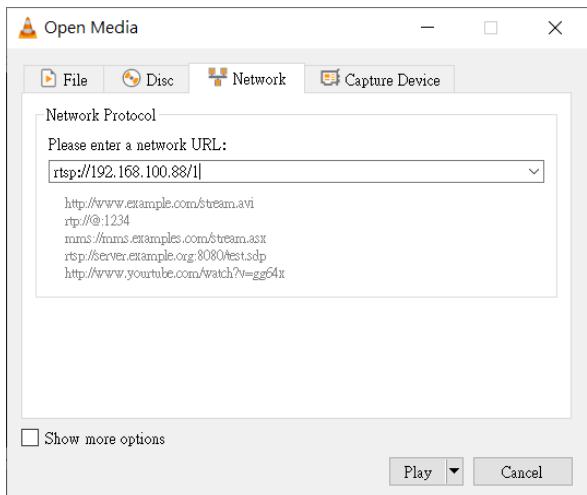 Open Media
File Disc Network Capture Device
Network Protocol
Please enter a network URL:
rtsp://192.168.100.88/1
http://www.example.com/stream.avi
rtp://@:1234
mms://mms.examples.com/stream.asx
rtsp://server.example.org:8080/test.sdp
http://www.yourtube.com/watch?v=gg64x
Show more options
Play Cancel